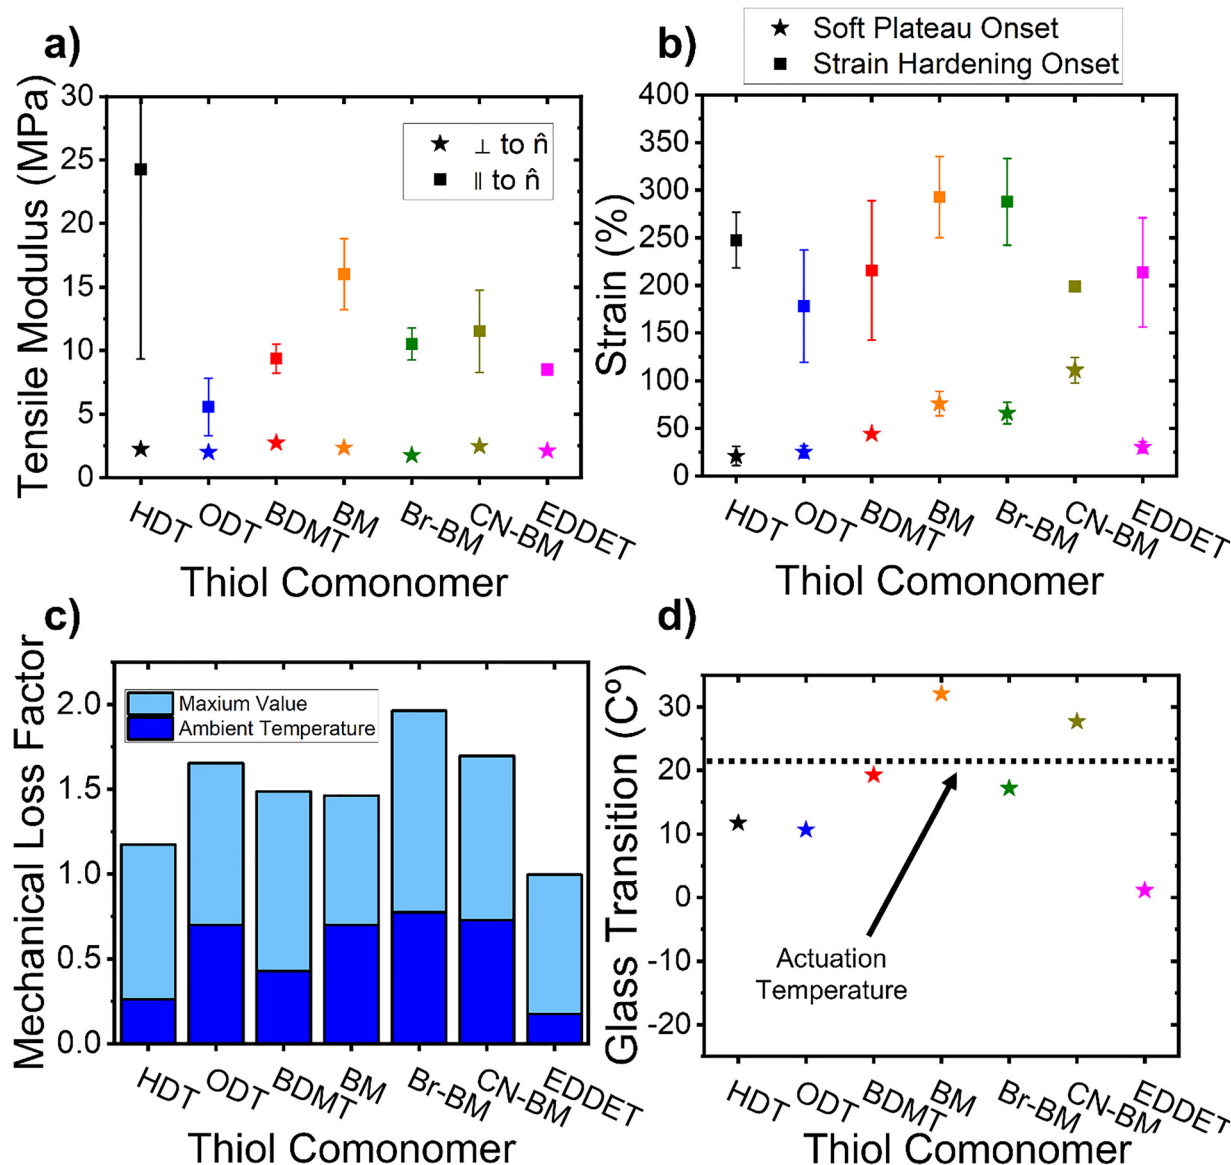 a)
Tensile Modulus (MPa)
30
25
20
15
10
5
0
⊥ to n̂
∥ to n̂
HDT
ODT
BDMT
BM
Br-BM
CN-BM
EDDET
Thiol Comonomer
b)
Soft Plateau Onset
Strain Hardening Onset
Strain (%)
400
350
300
250
200
150
100
50
0
HDT
ODT
BDMT
BM
Br-BM
CN-BM
EDDET
Thiol Comonomer
c)
Mechanical Loss Factor
2.0
1.5
1.0
0.5
0.0
Maxium Value
Ambient Temperature
HDT
ODT
BDMT
BM
Br-BM
CN-BM
EDDET
Thiol Comonomer
d)
Glass Transition (Cº)
30
20
10
0
-10
-20
Actuation
Temperature
HDT
ODT
BDMT
BM
Br-BM
CN-BM
EDDET
Thiol Comonomer